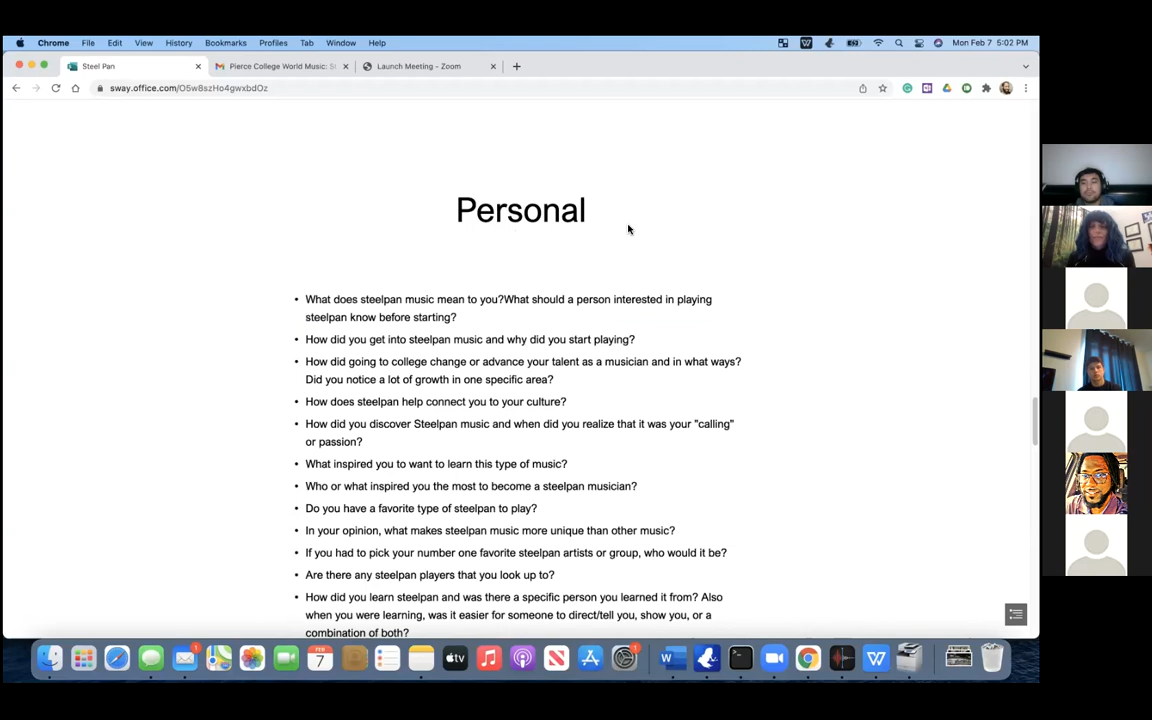 Chrome File Edit View History Bookmarks Profiles Tab Window Help Mon Feb 7 5:02 PM
Steel Pan Pierce College World Music: St Launch Meeting - Zoom
sway.office.com/O5w8szHo4gwxbdOz
Personal
• What does steelpan music mean to you?What should a person interested in playing
steelpan know before starting?
• How did you get into steelpan music and why did you start playing?
• How did going to college change or advance your talent as a musician and in what ways?
Did you notice a lot of growth in one specific area?
• How does steelpan help connect you to your culture?
• How did you discover Steelpan music and when did you realize that it was your "calling"
or passion?
• What inspired you to want to learn this type of music?
• Who or what inspired you the most to become a steelpan musician?
• Do you have a favorite type of steelpan to play?
• In your opinion, what makes steelpan music more unique than other music?
• If you had to pick your number one favorite steelpan artists or group, who would it be?
• Are there any steelpan players that you look up to?
• How did you learn steelpan and was there a specific person you learned it from? Also
when you were learning, was it easier for someone to direct/tell you, show you, or a
combination of both?
FEB
7
tv
1
1